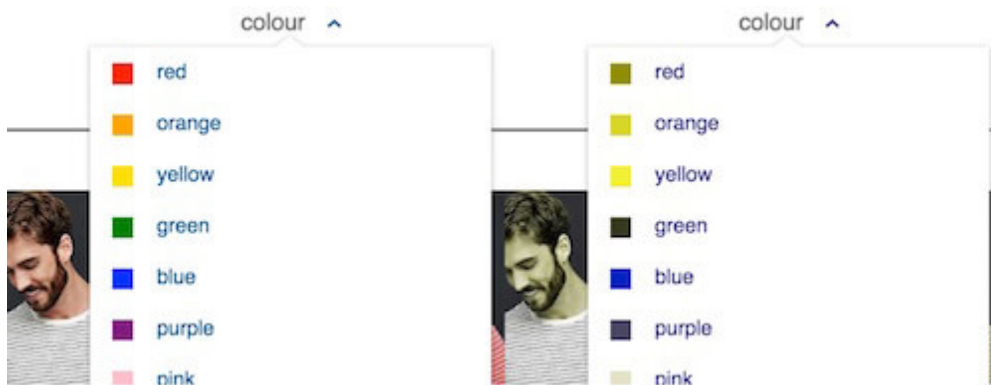 colour
red
orange
yellow
green
blue
purple
pink
colour
red
orange
yellow
green
blue
purple
pink